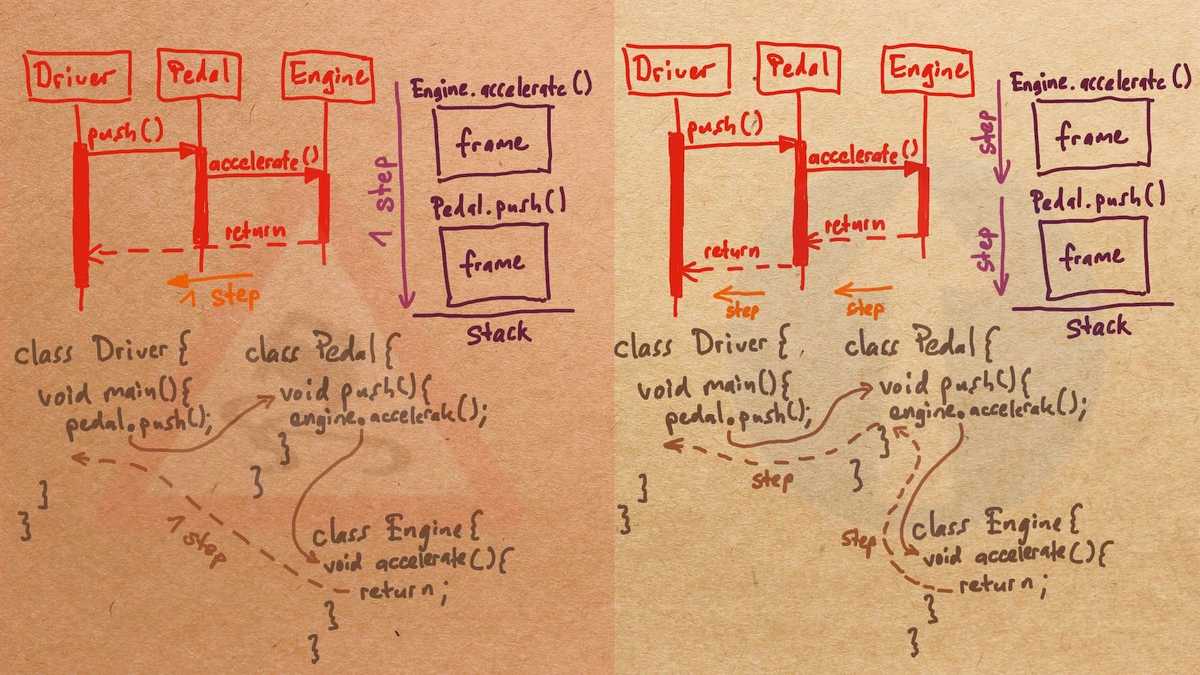 Driver
Pedal
Engine
push()
accelerate()
return
1 step
1 step
Engine.accelerate()
frame
Pedal.push()
frame
Stack
class Driver {
void main(){
pedal.push();
}
}
class Pedal {
void push(){
engine.accelerate();
}
}
class Engine {
void accelerate(){
return;
}
}
1 step
Driver
Pedal
Engine
push()
accelerate()
return
return
step
step
step
step
Engine.accelerate()
frame
Pedal.push()
frame
Stack
class Driver {
void main(){
pedal.push();
}
}
class Pedal {
void push(){
engine.accelerate();
}
}
step
step
class Engine {
void accelerate(){
return;
}
}